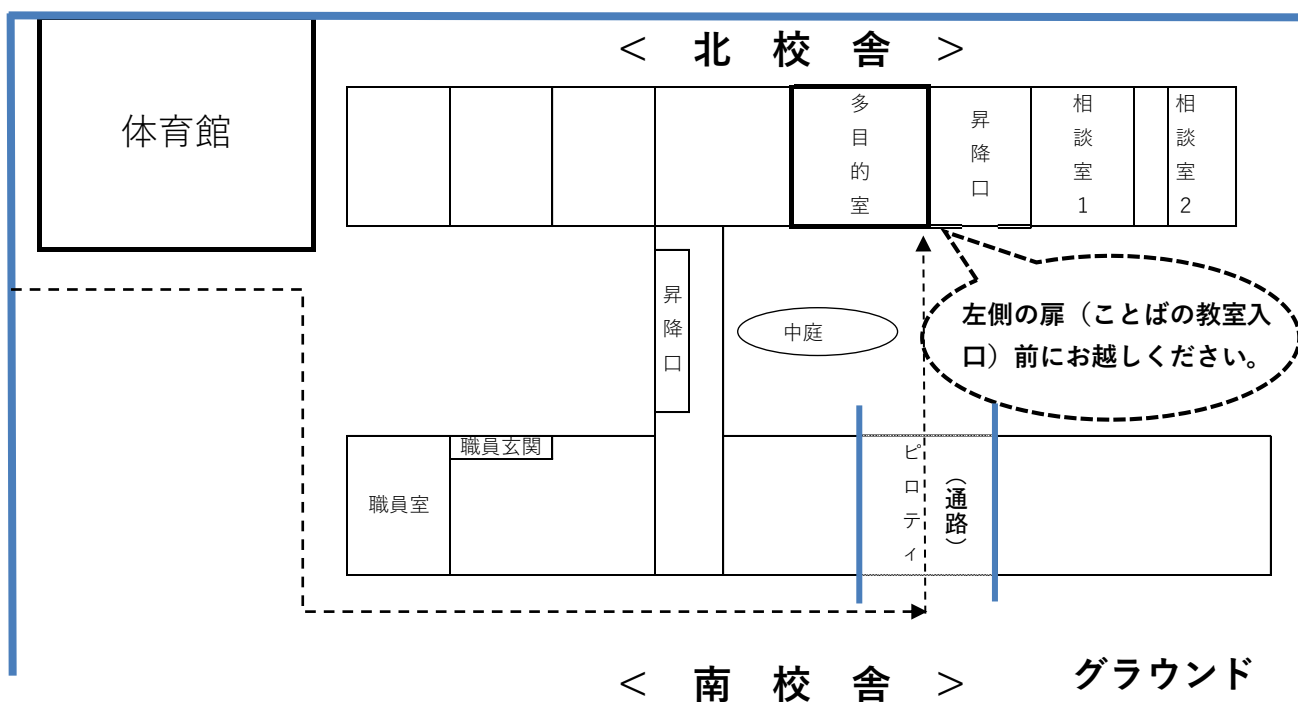 < 北 校 舎 >
体育館
多目的室
昇降口
相談室1
相談室2
昇降口
中庭
左側の扉（ことばの教室入
口）前にお越しください。
職員玄関
職員室
ピロティ
（通路）
< 南 校 舎 >
グラウンド